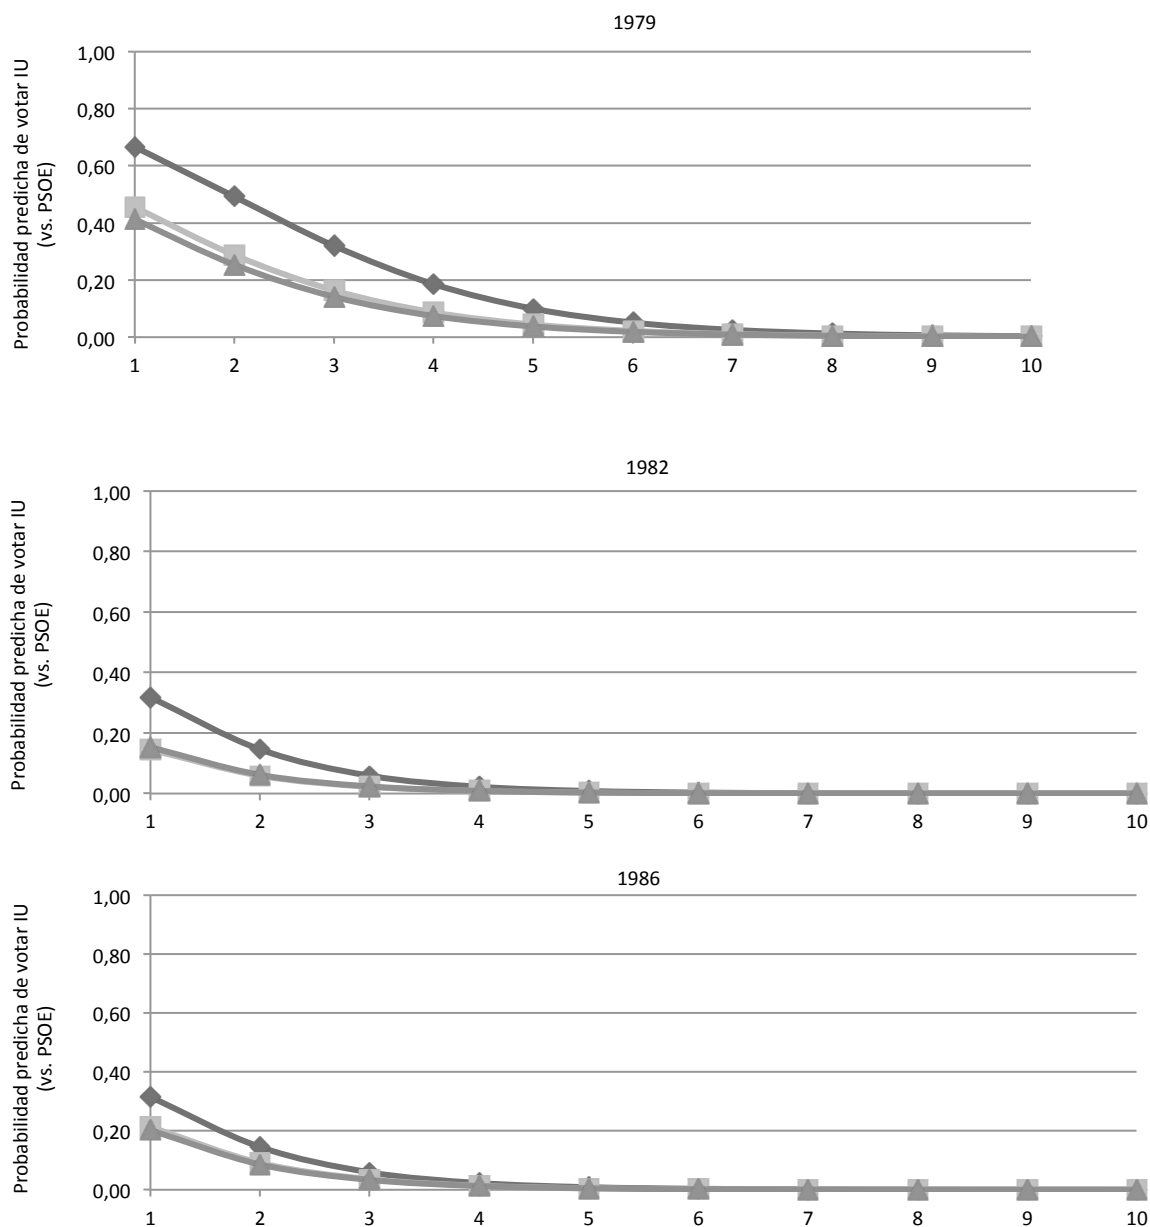 1979
Probabilidad predicha de votar IU
(vs. PSOE)
1,00
0,80
0,60
0,40
0,20
0,00
1 2 3 4 5 6 7 8 9 10
1982
Probabilidad predicha de votar IU
(vs. PSOE)
1,00
0,80
0,60
0,40
0,20
0,00
1 2 3 4 5 6 7 8 9 10
1986
Probabilidad predicha de votar IU
(vs. PSOE)
1,00
0,80
0,60
0,40
0,20
0,00
1 2 3 4 5 6 7 8 9 10